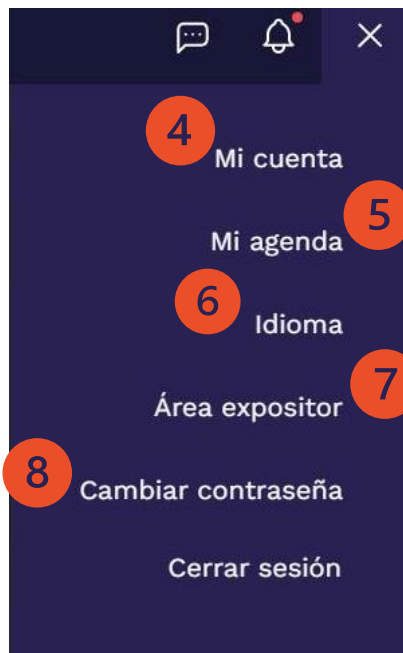 4 Mi cuenta
Mi agenda 5
6 Idioma
Área expositor 7
8 Cambiar contraseña
Cerrar sesión